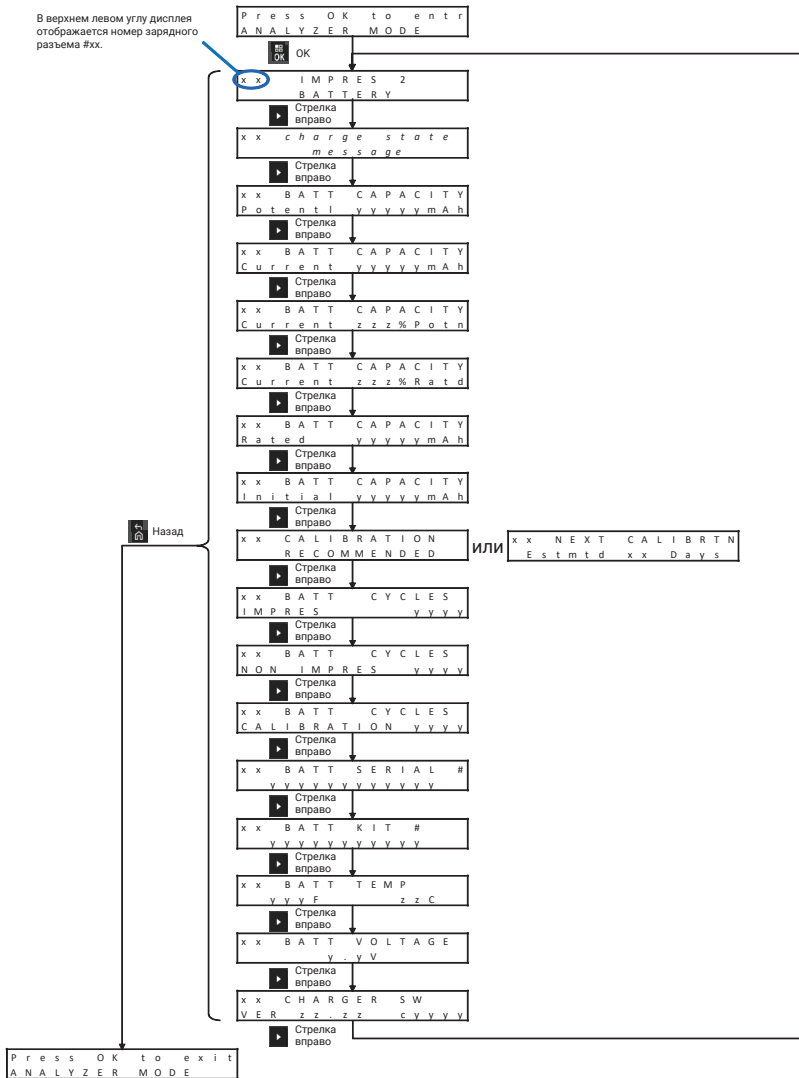 В верхнем левом углу дисплея
отображается номер зарядного
разъема #xx.
Press OK to entr
ANALYZER MODE
OK
OK
xx IMPRES 2
BATTERY
Стрелка
вправо
xx charge state
message
Стрелка
вправо
xx BATT CAPACITY
Potentl yyyyymAh
Стрелка
вправо
xx BATT CAPACITY
Current yyyyymAh
Стрелка
вправо
xx BATT CAPACITY
Current zzz%Potn
Стрелка
вправо
xx BATT CAPACITY
Current zzz%Ratd
Стрелка
вправо
xx BATT CAPACITY
Rated yyyyymAh
Стрелка
вправо
xx BATT CAPACITY
Initial yyyyymAh
Стрелка
вправо
Назад
xx CALIBRATION
RECOMMENDED
или
xx NEXT CALIBRTN
Estmtd xx Days
Стрелка
вправо
xx BATT CYCLES
IMPRES yyyy
Стрелка
вправо
xx BATT CYCLES
NON IMPRES yyyy
Стрелка
вправо
xx BATT CYCLES
CALIBRATION yyyy
Стрелка
вправо
xx BATT SERIAL #
yyyyyyyyyyyy
Стрелка
вправо
xx BATT KIT #
yyyyyyyyyyy
Стрелка
вправо
xx BATT TEMP
yyyF zzC
Стрелка
вправо
xx BATT VOLTAGE
y.yV
Стрелка
вправо
xx CHARGER SW
VER zz.zz cyyyy
Стрелка
вправо
Press OK to exit
ANALYZER MODE